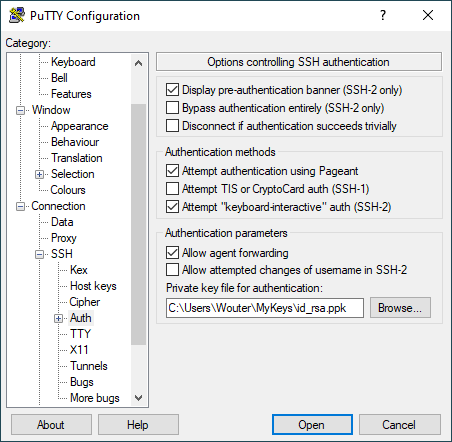 PuTTY Configuration
Category:
Keyboard
Bell
Features
Window
Appearance
Behaviour
Translation
Selection
Colours
Connection
Data
Proxy
SSH
Kex
Host keys
Cipher
Auth
TTY
X11
Tunnels
Bugs
More bugs
Options controlling SSH authentication
Display pre-authentication banner (SSH-2 only)
Bypass authentication entirely (SSH-2 only)
Disconnect if authentication succeeds trivially
Authentication methods
Attempt authentication using Pageant
Attempt TIS or CryptoCard auth (SSH-1)
Attempt "keyboard-interactive" auth (SSH-2)
Authentication parameters
Allow agent forwarding
Allow attempted changes of username in SSH-2
Private key file for authentication:
C:\Users\Wouter\MyKeys\id_rsa.ppk
Browse...
About
Help
Open
Cancel